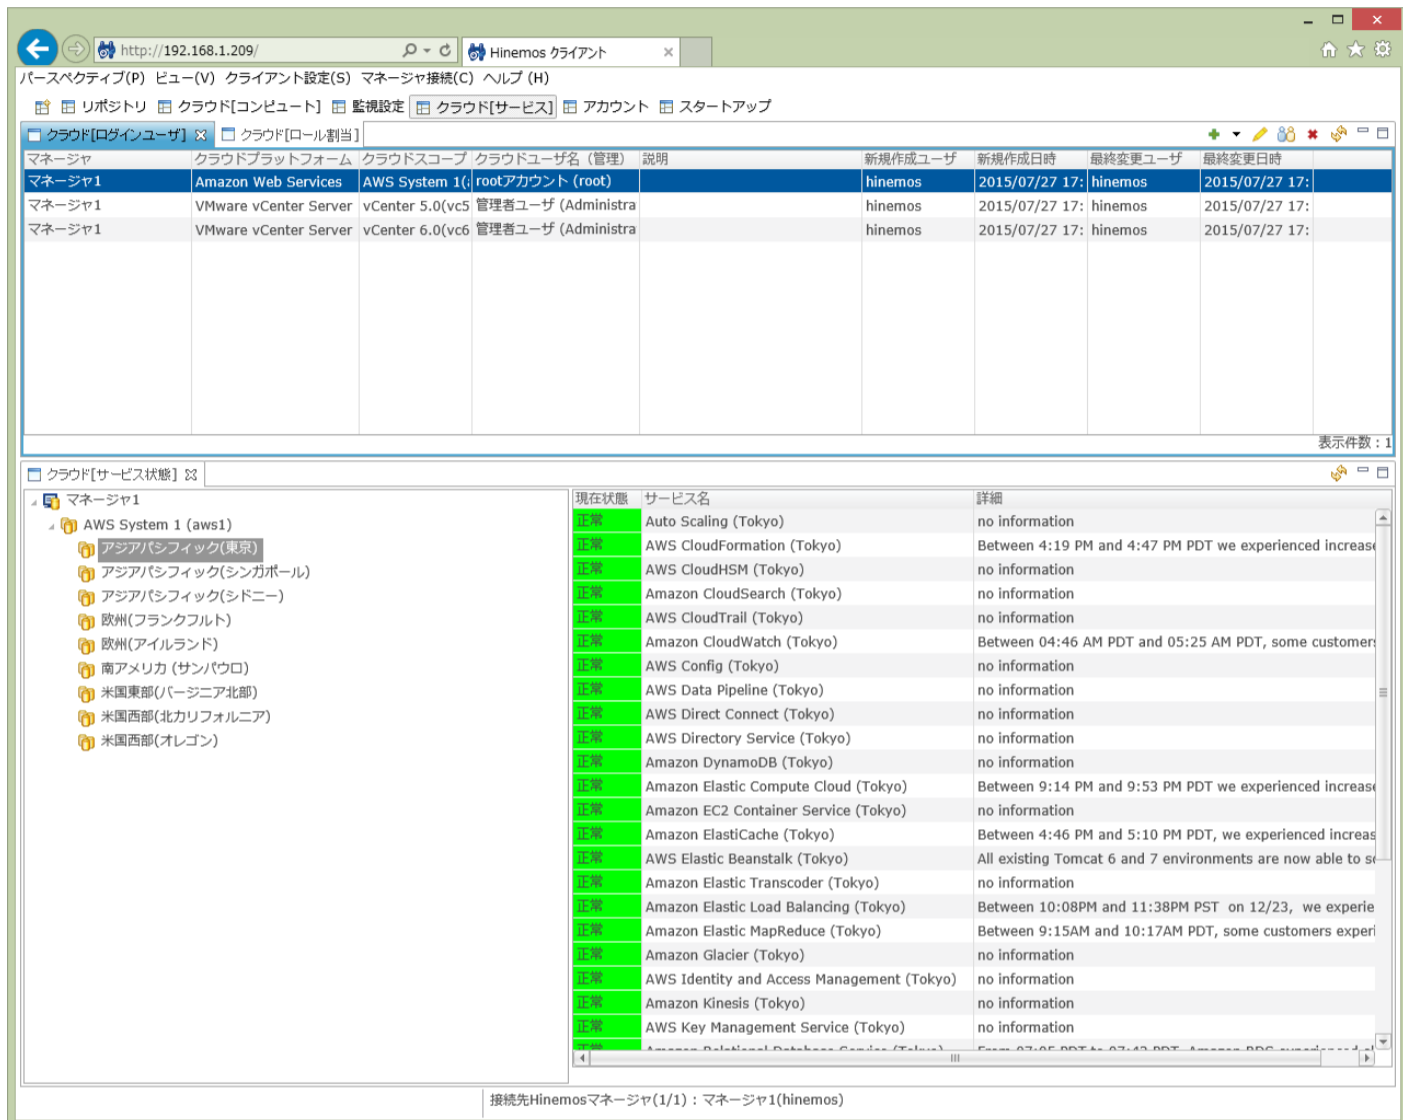 http://192.168.1.209/
Hinemos クライアント
パースペクティブ(P) ビュー(V) クライアント設定(S) マネージャ接続(C) ヘルプ (H)
リポジトリ クラウド[コンピュート] 監視設定 クラウド[サービス] アカウント スタートアップ
クラウド[ログインユーザ] クラウド[ロール割当]
マネージャ クラウドプラットフォーム クラウドスコープ クラウドユーザ名（管理） 説明 新規作成ユーザ 新規作成日時 最終変更ユーザ 最終変更日時
マネージャ1 Amazon Web Services AWS System 1( rootアカウント (root) hinemos 2015/07/27 17: hinemos 2015/07/27 17:
マネージャ1 VMware vCenter Server vCenter 5.0(vc5 管理者ユーザ (Administra hinemos 2015/07/27 17: hinemos 2015/07/27 17:
マネージャ1 VMware vCenter Server vCenter 6.0(vc6 管理者ユーザ (Administra hinemos 2015/07/27 17: hinemos 2015/07/27 17:
表示件数 : 1
クラウド[サービス状態]
マネージャ1
AWS System 1 (aws1)
アジアパシフィック(東京)
アジアパシフィック(シンガポール)
アジアパシフィック(シドニー)
欧州(フランクフルト)
欧州(アイルランド)
南アメリカ (サンパウロ)
米国東部(バージニア北部)
米国西部(北カリフォルニア)
米国西部(オレゴン)
現在状態 サービス名 詳細
正常 Auto Scaling (Tokyo) no information
正常 AWS CloudFormation (Tokyo) Between 4:19 PM and 4:47 PM PDT we experienced increase
正常 AWS CloudHSM (Tokyo) no information
正常 Amazon CloudSearch (Tokyo) no information
正常 AWS CloudTrail (Tokyo) no information
正常 Amazon CloudWatch (Tokyo) Between 04:46 AM PDT and 05:25 AM PDT, some customers
正常 AWS Config (Tokyo) no information
正常 AWS Data Pipeline (Tokyo) no information
正常 AWS Direct Connect (Tokyo) no information
正常 AWS Directory Service (Tokyo) no information
正常 Amazon DynamoDB (Tokyo) no information
正常 Amazon Elastic Compute Cloud (Tokyo) Between 9:14 PM and 9:53 PM PDT we experienced increase
正常 Amazon EC2 Container Service (Tokyo) no information
正常 Amazon ElastiCache (Tokyo) Between 4:46 PM and 5:10 PM PDT, we experienced increas
正常 AWS Elastic Beanstalk (Tokyo) All existing Tomcat 6 and 7 environments are now able to s
正常 Amazon Elastic Transcoder (Tokyo) no information
正常 Amazon Elastic Load Balancing (Tokyo) Between 10:08PM and 11:38PM PST on 12/23, we experie
正常 Amazon Elastic MapReduce (Tokyo) Between 9:15AM and 10:17AM PDT, some customers experi
正常 Amazon Glacier (Tokyo) no information
正常 AWS Identity and Access Management (Tokyo) no information
正常 Amazon Kinesis (Tokyo) no information
正常 AWS Key Management Service (Tokyo) no information
接続先Hinemosマネージャ(1/1) : マネージャ1(hinemos)